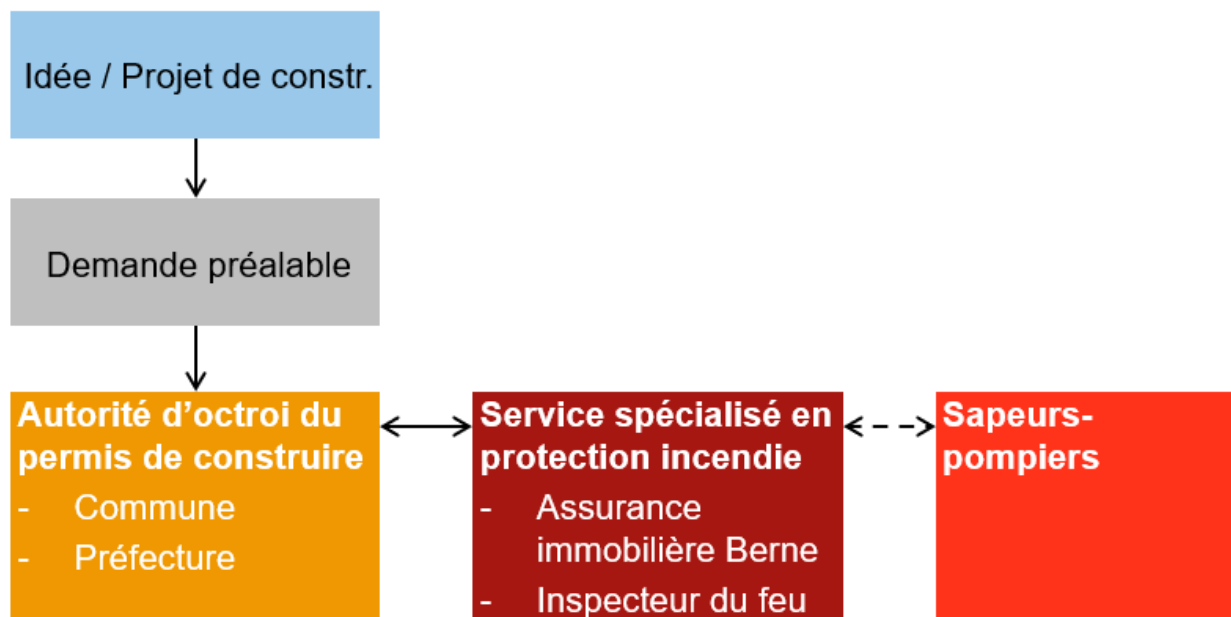 Idée / Projet de constr.
Demande préalable
Autorité d’octroi du
permis de construire
- Commune
- Préfecture
Service spécialisé en
protection incendie
- Assurance
immobilière Berne
- Inspecteur du feu
Sapeurs-
pompiers